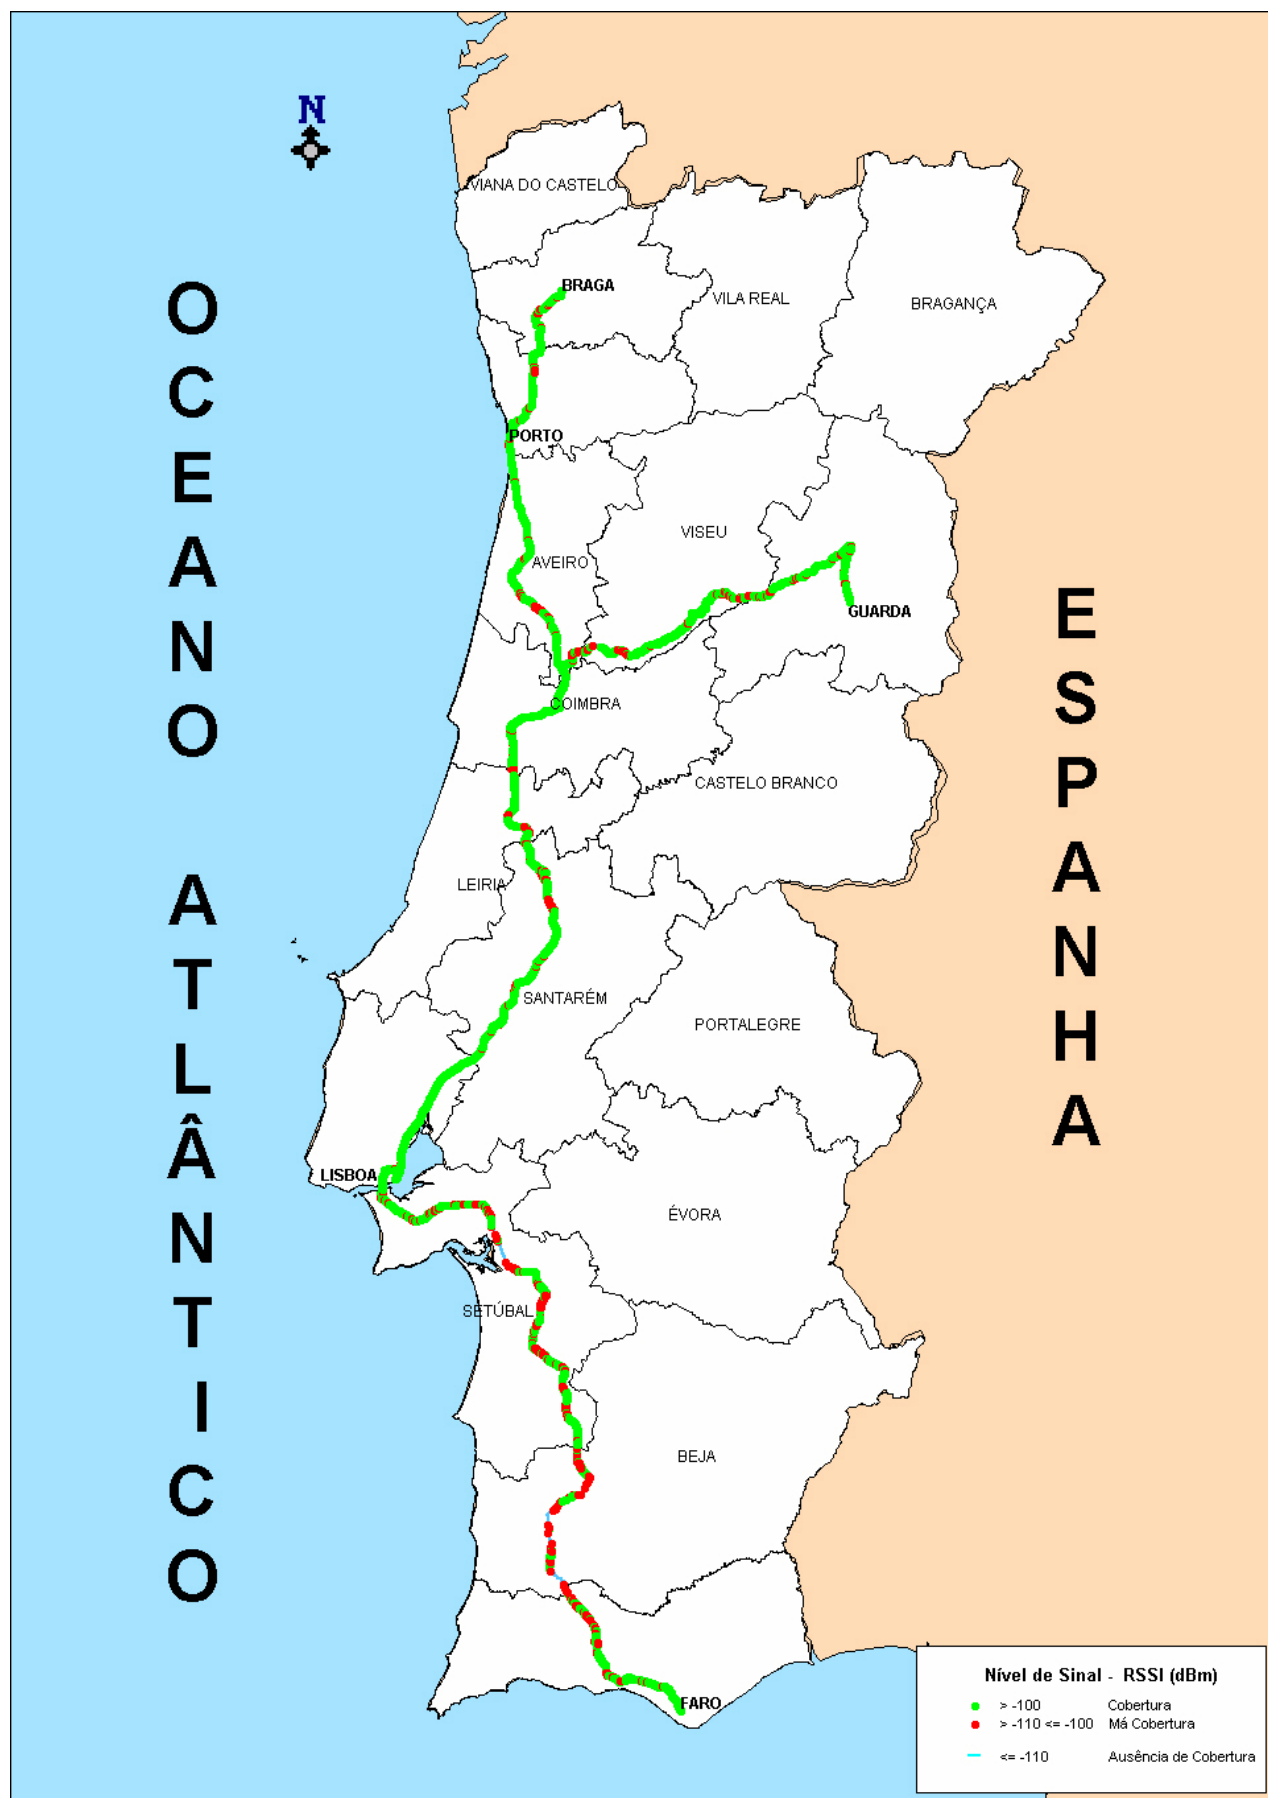 N
VIANA DO CASTELO
BRAGA
VILA REAL
BRAGANÇA
PORTO
VISEU
AVEIRO
GUARDA
COIMBRA
CASTELO BRANCO
LEIRIA
SANTARÉM
PORTALEGRE
LISBOA
ÉVORA
SETÚBAL
BEJA
FARO
OCEANO ATLÂNTICO
ESPANHA
Nível de Sinal - RSSI (dBm)
> -100 Cobertura
> -110 <= -100 Má Cobertura
<= -110 Ausência de Cobertura